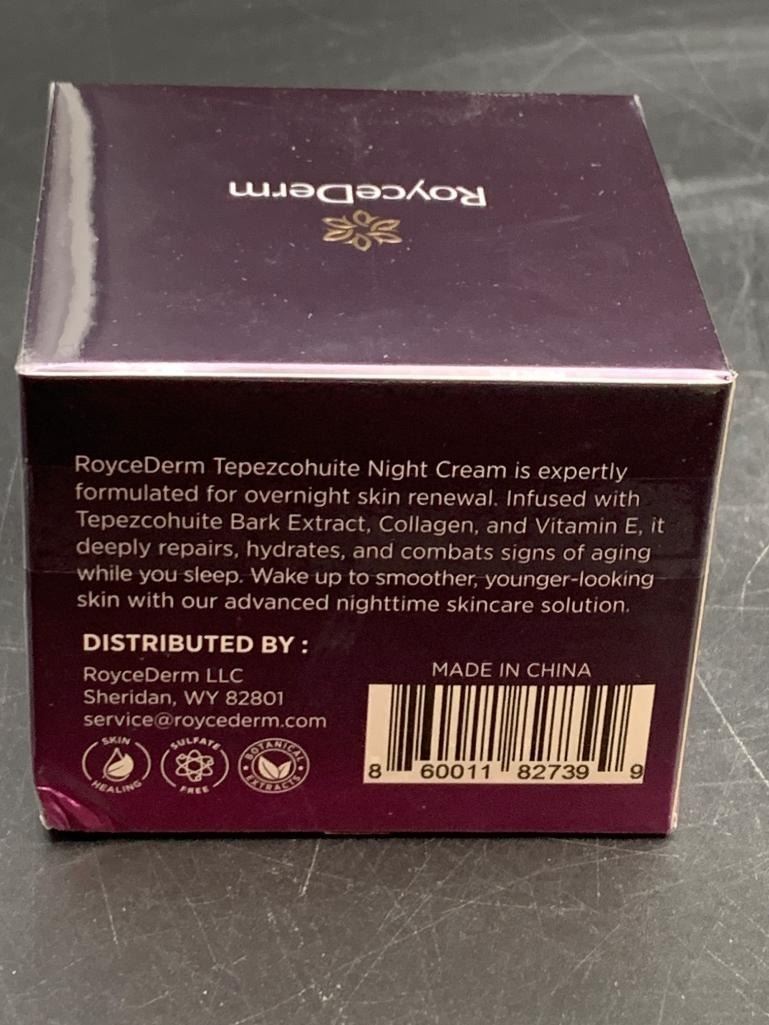 RoyceDerm
RoyceDerm Tepezcohuite Night Cream is expertly
formulated for overnight skin renewal. Infused with
Tepezcohuite Bark Extract, Collagen, and Vitamin E, it
deeply repairs, hydrates, and combats signs of aging
while you sleep. Wake up to smoother, younger-looking
skin with our advanced nighttime skincare solution.
DISTRIBUTED BY :
RoyceDerm LLC
Sheridan, WY 82801
service@roycederm.com
MADE IN CHINA
SKIN HEALING
SULFATE FREE
BOTANICAL EXTRACTS
8 60011 82739 9